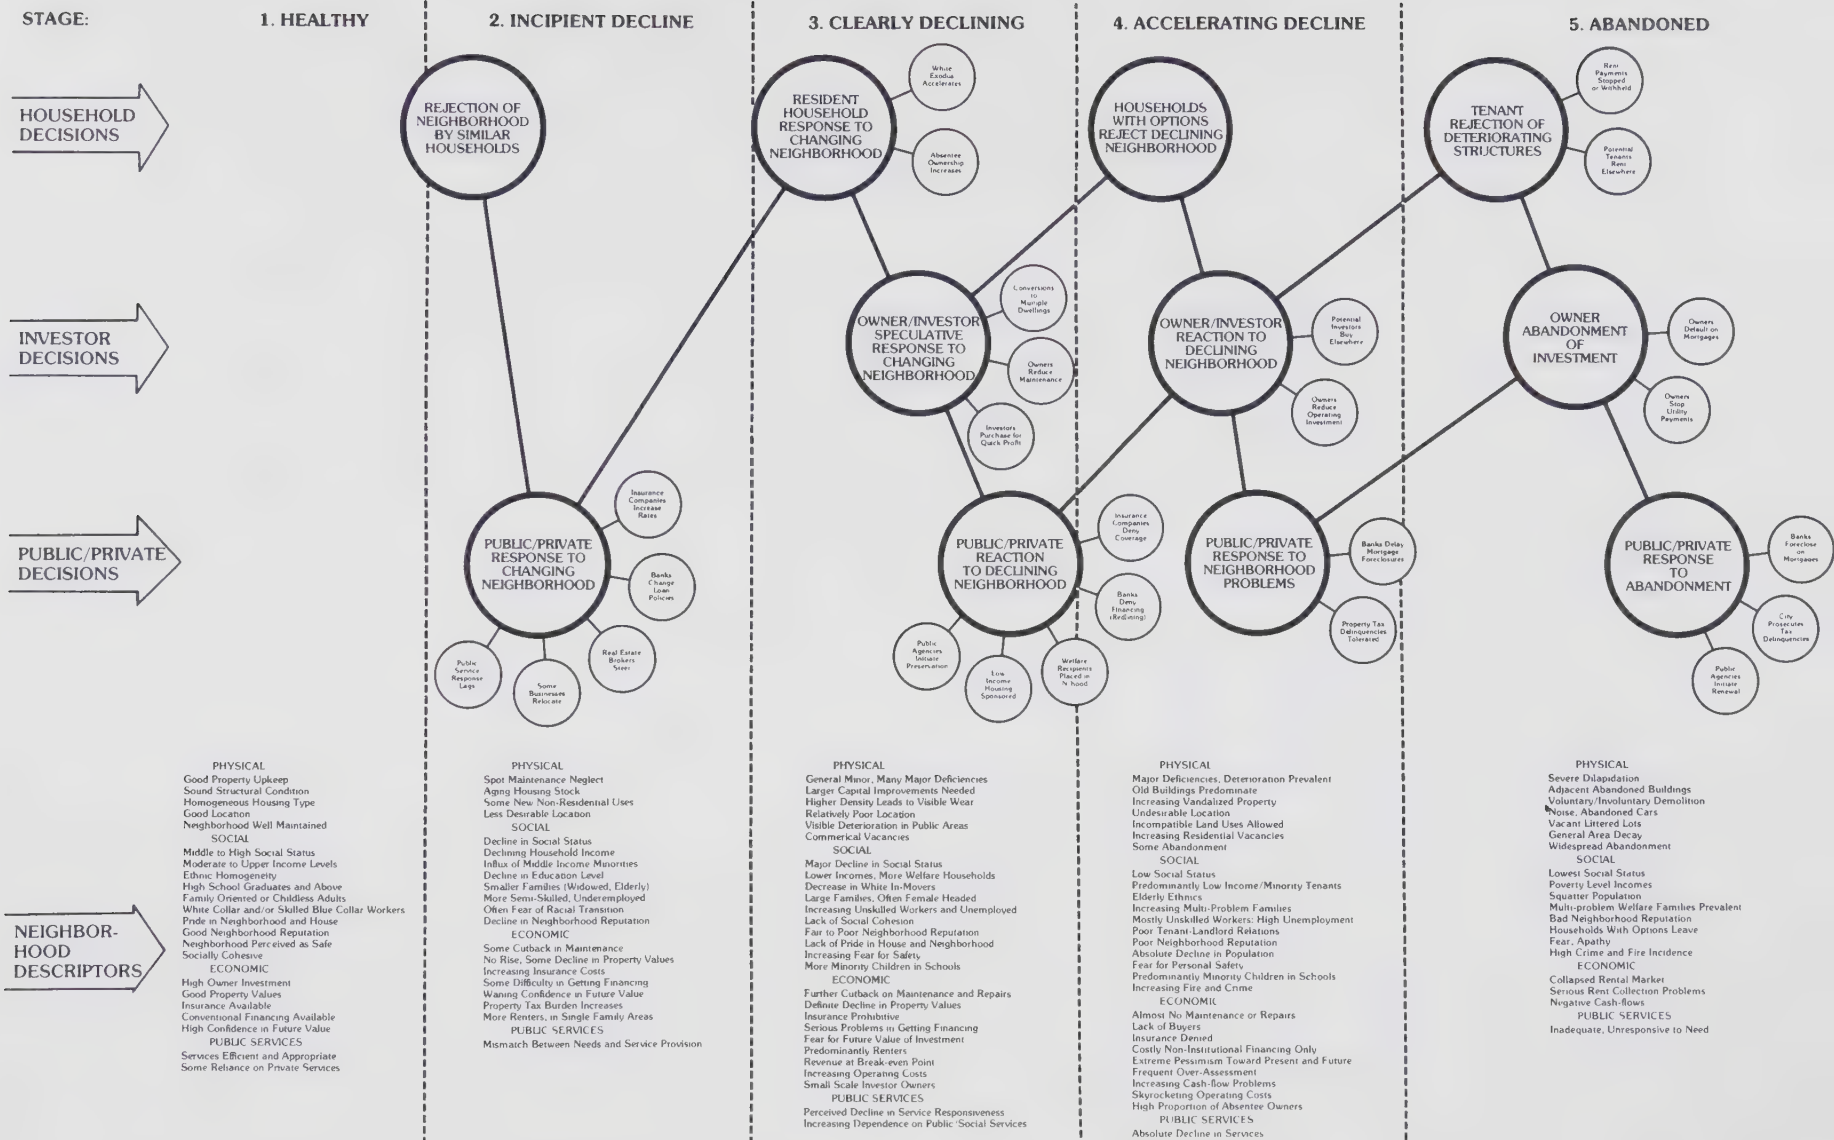 STAGE:
1. HEALTHY
2. INCIPIENT DECLINE
3. CLEARLY DECLINING
4. ACCELERATING DECLINE
5. ABANDONED
HOUSEHOLD
DECISIONS
REJECTION OF
NEIGHBORHOOD
BY SIMILAR
HOUSEHOLDS
RESIDENT
HOUSEHOLD
RESPONSE TO
CHANGING
NEIGHBORHOOD
White
Exodus
Accelerates
Absentee
Ownership
Increases
HOUSEHOLDS
WITH OPTIONS
REJECT DECLINING
NEIGHBORHOOD
TENANT
REJECTION OF
DETERIORATING
STRUCTURES
Rent
Payments
Stopped
or Withheld
Potential
Tenants
Rent
Elsewhere
INVESTOR
DECISIONS
OWNER/INVESTOR
SPECULATIVE
RESPONSE TO
CHANGING
NEIGHBORHOOD
Conversions
to
Multiple
Dwellings
Owners
Reduce
Maintenance
Investors
Purchase for
Quick Profit
OWNER/INVESTOR
REACTION TO
DECLINING
NEIGHBORHOOD
Potential
Investors
Buy
Elsewhere
Owners
Reduce
Operating
Investment
OWNER
ABANDONMENT
OF
INVESTMENT
Owners
Default on
Mortgages
Owners
Stop
Utility
Payments
PUBLIC/PRIVATE
DECISIONS
PUBLIC/PRIVATE
RESPONSE TO
CHANGING
NEIGHBORHOOD
Insurance
Companies
Increase
Rates
Banks
Change
Loan
Policies
Real Estate
Brokers
Steer
Some
Businesses
Relocate
Public
Service
Response
Lags
PUBLIC/PRIVATE
REACTION
TO DECLINING
NEIGHBORHOOD
Insurance
Companies
Deny
Coverage
Banks
Deny
Financing
(Redlining)
Welfare
Recipients
Placed in
N'hood
Low
Income
Housing
Sponsored
Public
Agencies
Initiate
Preservation
PUBLIC/PRIVATE
RESPONSE TO
NEIGHBORHOOD
PROBLEMS
Banks Delay
Mortgage
Foreclosures
Property Tax
Delinquencies
Tolerated
PUBLIC/PRIVATE
RESPONSE
TO
ABANDONMENT
Banks
Foreclose
on
Mortgages
City
Prosecutes
Tax
Delinquencies
Public
Agencies
Initiate
Renewal
NEIGHBOR-
HOOD
DESCRIPTORS
PHYSICAL
Good Property Upkeep
Sound Structural Condition
Homogeneous Housing Type
Good Location
Neighborhood Well Maintained
SOCIAL
Middle to High Social Status
Moderate to Upper Income Levels
Ethnic Homogeneity
High School Graduates and Above
Family Oriented or Childless Adults
White Collar and/or Skilled Blue Collar Workers
Pride in Neighborhood and House
Good Neighborhood Reputation
Neighborhood Perceived as Safe
Socially Cohesive
ECONOMIC
High Owner Investment
Good Property Values
Insurance Available
Conventional Financing Available
High Confidence in Future Value
PUBLIC SERVICES
Services Efficient and Appropriate
Some Reliance on Private Services
PHYSICAL
Spot Maintenance Neglect
Aging Housing Stock
Some New Non-Residential Uses
Less Desirable Location
SOCIAL
Decline in Social Status
Declining Household Income
Influx of Middle Income Minorities
Decline in Education Level
Smaller Families (Widowed, Elderly)
More Semi-Skilled, Underemployed
Often Fear of Racial Transition
Decline in Neighborhood Reputation
ECONOMIC
Some Cutback in Maintenance
No Rise, Some Decline in Property Values
Increasing Insurance Costs
Some Difficulty in Getting Financing
Waning Confidence in Future Value
Property Tax Burden Increases
More Renters, in Single Family Areas
PUBLIC SERVICES
Mismatch Between Needs and Service Provision
PHYSICAL
General Minor, Many Major Deficiencies
Larger Capital Improvements Needed
Higher Density Leads to Visible Wear
Relatively Poor Location
Visible Deterioration in Public Areas
Commerical Vacancies
SOCIAL
Major Decline in Social Status
Lower Incomes, More Welfare Households
Decrease in White In-Movers
Large Families, Often Female Headed
Increasing Unskilled Workers and Unemployed
Lack of Social Cohesion
Fair to Poor Neighborhood Reputation
Lack of Pride in House and Neighborhood
Increasing Fear for Safety
More Minority Children in Schools
ECONOMIC
Further Cutback on Maintenance and Repairs
Definite Decline in Property Values
Insurance Prohibitive
Serious Problems in Getting Financing
Fear for Future Value of Investment
Predominantly Renters
Revenue at Break-even Point
Increasing Operating Costs
Small Scale Investor Owners
PUBLIC SERVICES
Perceived Decline in Service Responsiveness
Increasing Dependence on Public/Social Services
PHYSICAL
Major Deficiencies, Deterioration Prevalent
Old Buildings Predominate
Increasing Vandalized Property
Undesirable Location
Incompatible Land Uses Allowed
Increasing Residential Vacancies
Some Abandonment
SOCIAL
Low Social Status
Predominantly Low Income/Minority Tenants
Elderly Ethnics
Increasing Multi-Problem Families
Mostly Unskilled Workers: High Unemployment
Poor Tenant-Landlord Relations
Poor Neighborhood Reputation
Absolute Decline in Population
Fear for Personal Safety
Predominantly Minority Children in Schools
Increasing Fire and Crime
ECONOMIC
Almost No Maintenance or Repairs
Lack of Buyers
Insurance Denied
Costly Non-Institutional Financing Only
Extreme Pessimism Toward Present and Future
Frequent Over-Assessment
Increasing Cash-flow Problems
Skyrocketing Operating Costs
High Proportion of Absentee Owners
PUBLIC SERVICES
Absolute Decline in Services
PHYSICAL
Severe Dilapidation
Adjacent Abandoned Buildings
Voluntary/Involuntary Demolition
Noise, Abandoned Cars
Vacant Littered Lots
General Area Decay
Widespread Abandonment
SOCIAL
Lowest Social Status
Poverty Level Incomes
Squatter Population
Multi-problem Welfare Families Prevalent
Bad Neighborhood Reputation
Households With Options Leave
Fear, Apathy
High Crime and Fire Incidence
ECONOMIC
Collapsed Rental Market
Serious Rent Collection Problems
Negative Cash-flows
PUBLIC SERVICES
Inadequate, Unresponsive to Need